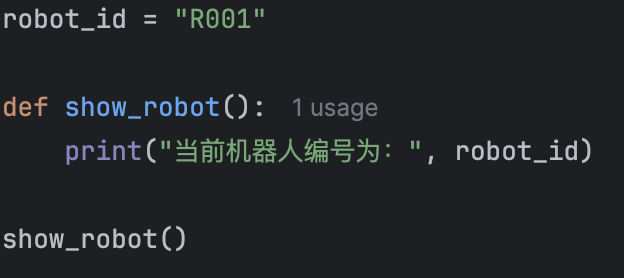 robot_id = "R001"
def show_robot(): 1 usage
    print("当前机器人编号为：", robot_id)
show_robot()